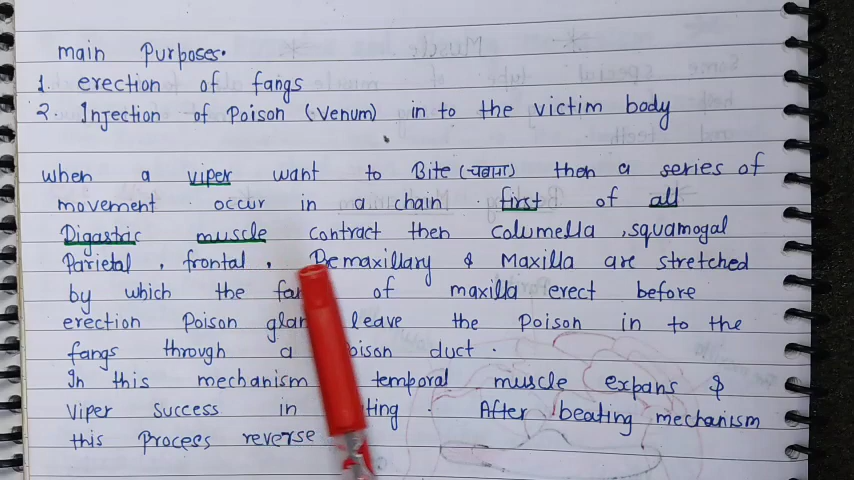 main Purposes.
1. erection of fangs
2. Injection of Poison (Venum) in to the victim body
when a viper want to Bite (चबाना) then a series of
movement occur in a chain first of all
Digastric muscle contract then columella, squamogal
Parietal, frontal, Pemaxillary & Maxilla are stretched
by which the of maxilla erect before
erection Poison leave the Poison in to the
fangs through a duct.
In this mechanism temporal muscle expans &
viper success in After beating mechanism
this Process reverse